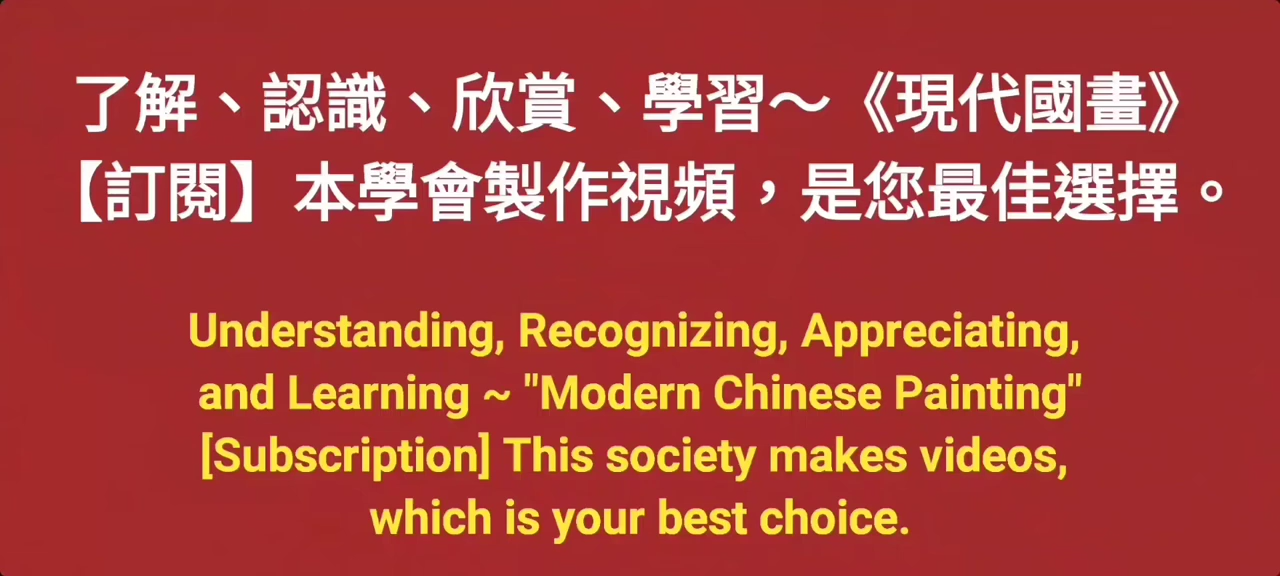 了解、認識、欣賞、學習～《現代國畫》
【訂閱】本學會製作視頻，是您最佳選擇。
Understanding, Recognizing, Appreciating,
and Learning ~ "Modern Chinese Painting"
[Subscription] This society makes videos,
which is your best choice.